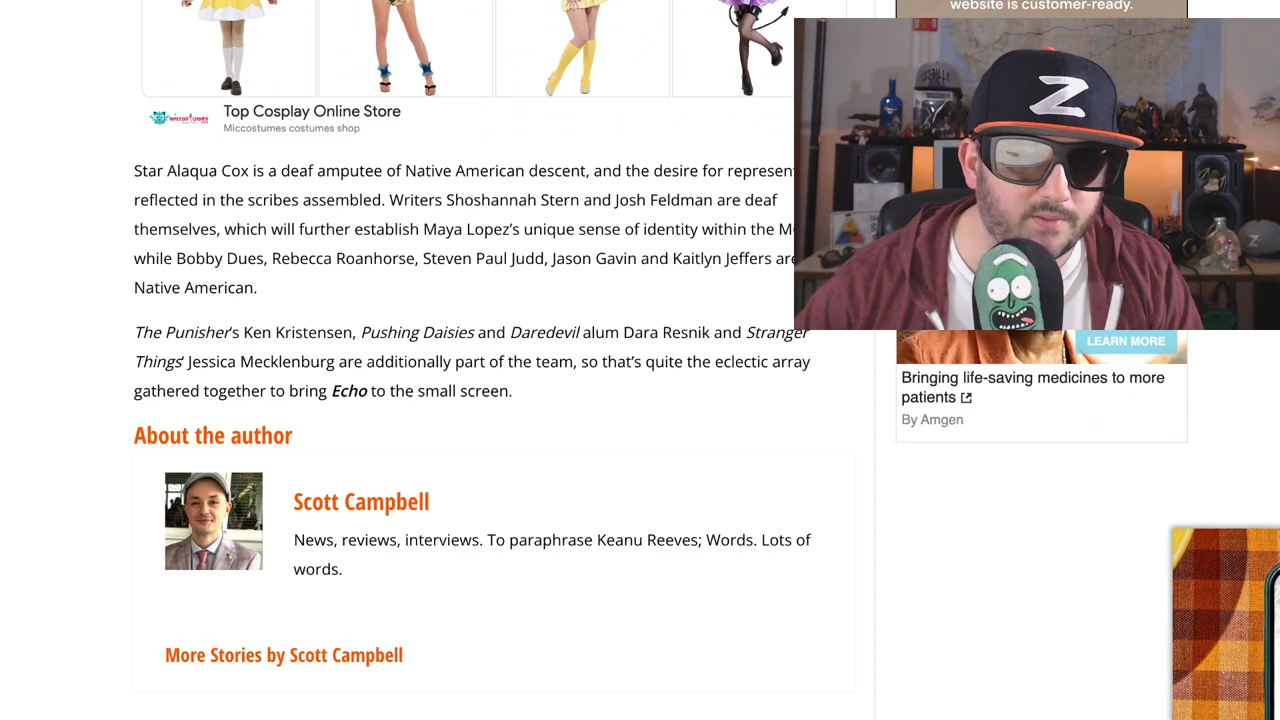 website is customer-ready.
Top Cosplay Online Store
miccostumes
Miccostumes costumes shop
Star Alaqua Cox is a deaf amputee of Native American descent, and the desire for represent
reflected in the scribes assembled. Writers Shoshannah Stern and Josh Feldman are deaf
themselves, which will further establish Maya Lopez's unique sense of identity within the M
while Bobby Dues, Rebecca Roanhorse, Steven Paul Judd, Jason Gavin and Kaitlyn Jeffers are
Native American.
The Punisher's Ken Kristensen, Pushing Daisies and Daredevil alum Dara Resnik and Stranger
Things' Jessica Mecklenburg are additionally part of the team, so that's quite the eclectic array
gathered together to bring Echo to the small screen.
Z
LEARN MORE
Bringing life-saving medicines to more
patients
By Amgen
About the author
Scott Campbell
News, reviews, interviews. To paraphrase Keanu Reeves; Words. Lots of
words.
More Stories by Scott Campbell